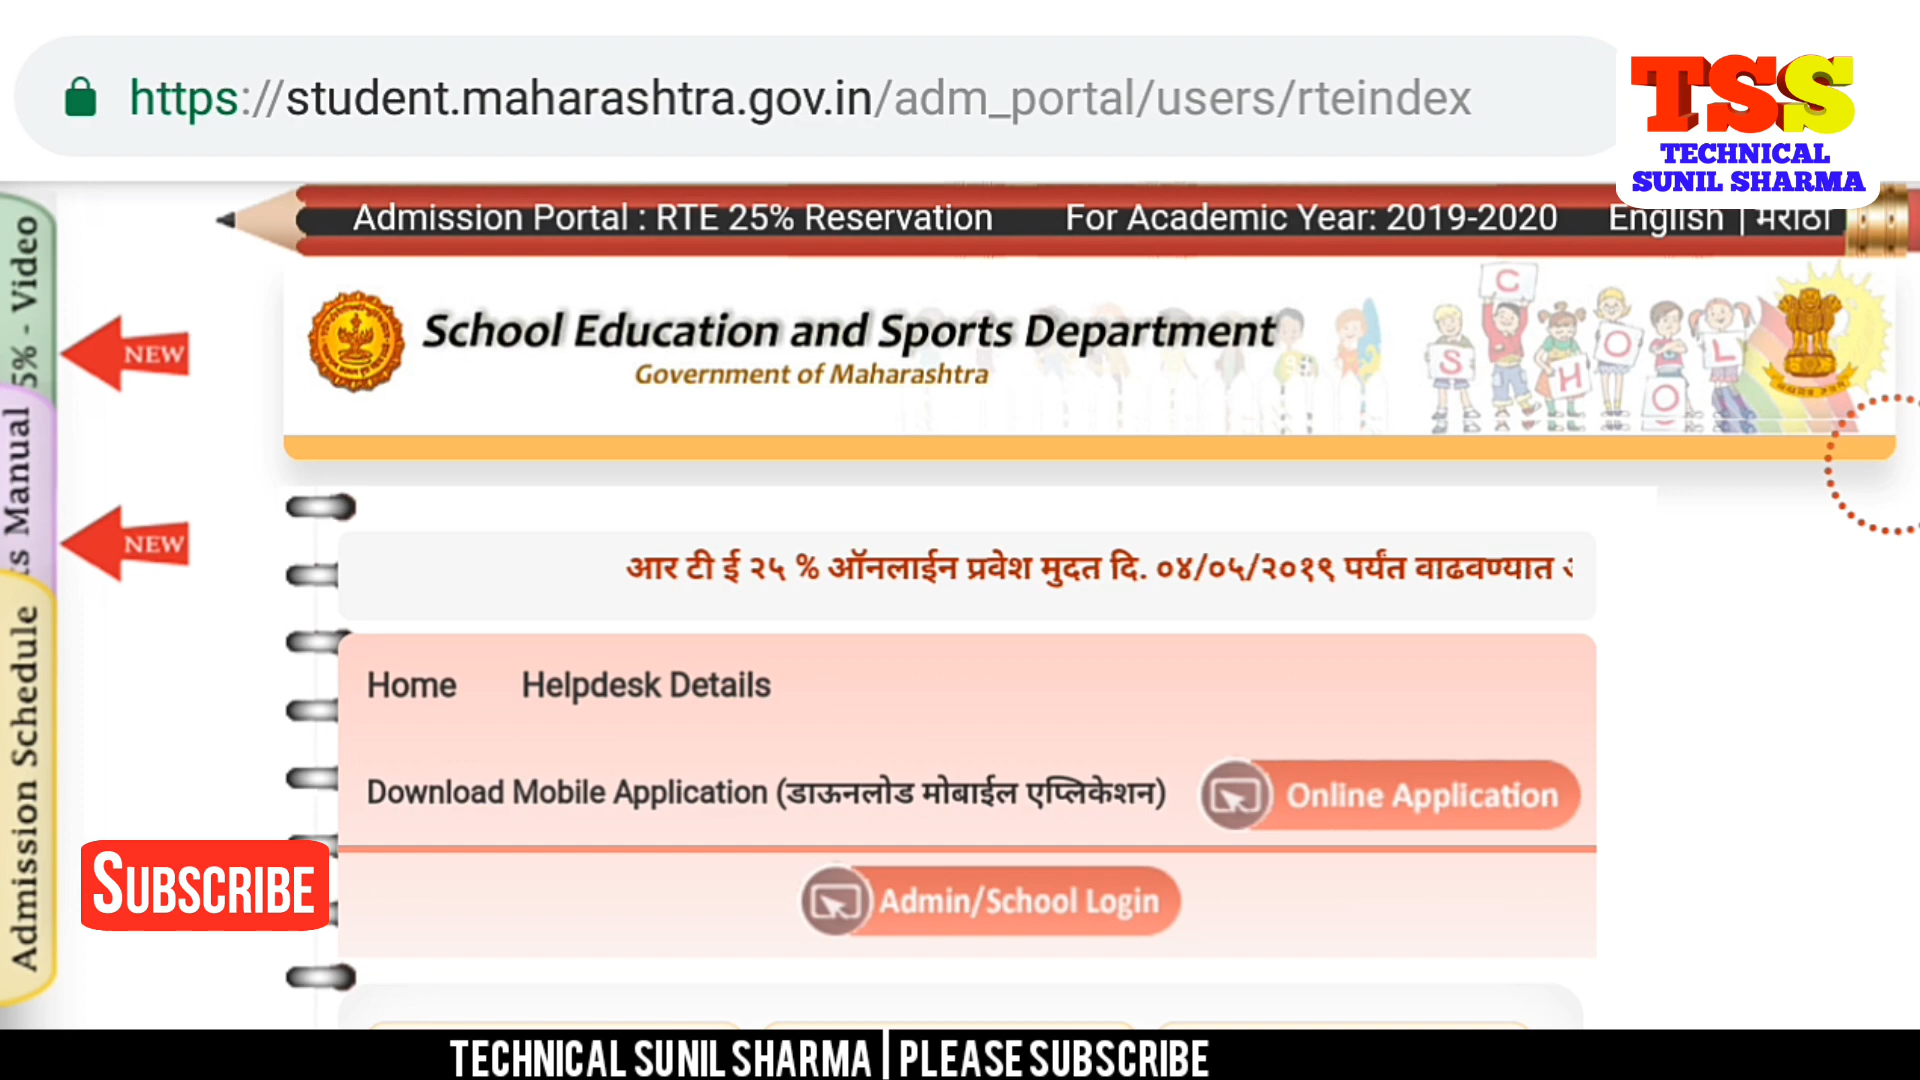 https://student.maharashtra.gov.in/adm_portal/users/rteindex
TSS
TECHNICAL
SUNIL SHARMA
Admission Portal : RTE 25% Reservation
For Academic Year: 2019-2020
English | मराठी
5% - Video
NEW
School Education and Sports Department
Government of Maharashtra
SCHOOL
Manual
NEW
आर टी ई २५ % ऑनलाईन प्रवेश मुदत दि. ०४/०५/२०१९ पर्यंत वाढवण्यात
Admission Schedule
Home
Helpdesk Details
Download Mobile Application (डाऊनलोड मोबाईल एप्लिकेशन)
Online Application
SUBSCRIBE
Admin/School Login
TECHNICAL SUNIL SHARMA | PLEASE SUBSCRIBE